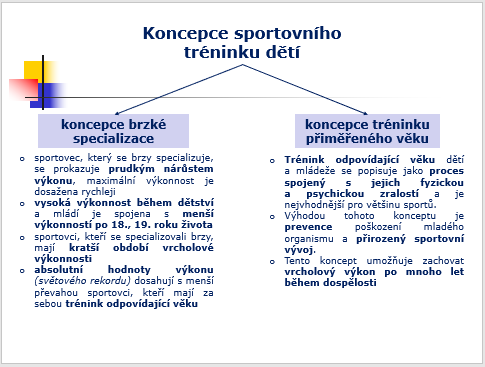 Koncepce sportovního
tréninku dětí
koncepce brzké
specializace
o sportovec, který se brzy specializuje,
se prokazuje prudkým nárůstem
výkonu, maximální výkonnost je
dosažena rychleji
o vysoká výkonnost během dětství
a mládí je spojena s menší
výkonností po 18., 19. roku života
o sportovci, kteří se specializovali brzy,
mají kratší období vrcholové
výkonnosti
o absolutní hodnoty výkonu
(světového rekordu) dosahují s menší
převahou sportovci, kteří mají za
sebou trénink odpovídající věku
koncepce tréninku
přiměřeného věku
o Trénink odpovídající věku dětí
a mládeže se popisuje jako proces
spojený s jejich fyzickou
a psychickou zralostí a je
nejvhodnější pro většinu sportů.
o Výhodou tohoto konceptu je
prevence poškození mladého
organismu a přirozený sportovní
vývoj.
o Tento koncept umožňuje zachovat
vrcholový výkon po mnoho let
během dospělosti